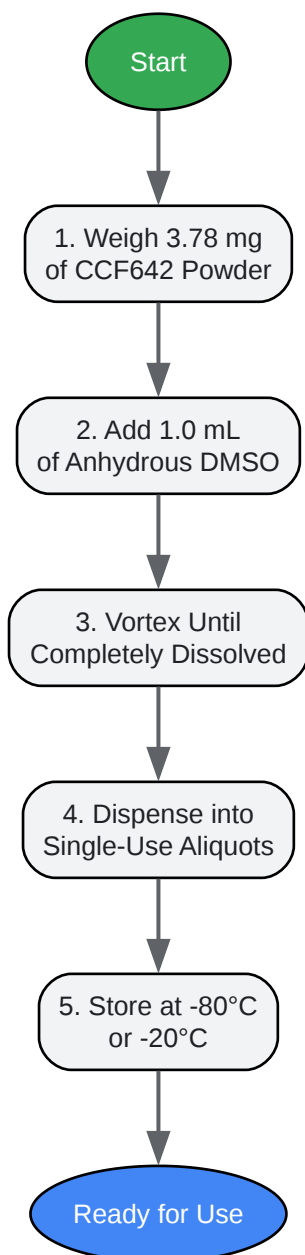 Start
1. Weigh 3.78 mg
of CCF642 Powder
2. Add 1.0 mL
of Anhydrous DMSO
3. Vortex Until
Completely Dissolved
4. Dispense into
Single-Use Aliquots
5. Store at -80°C
or -20°C
Ready for Use